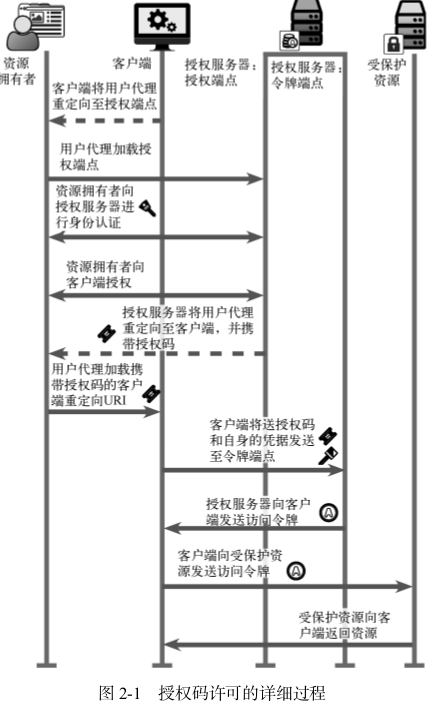 资源
拥有者
客户端
授权服务器：
授权端点
授权服务器：
令牌端点
受保护
资源
客户端将用户代理
重定向至授权端点
用户代理加载授
权端点
资源拥有者向
授权服务器进
行身份认证
资源拥有者向
客户端授权
授权服务器将用户代理
重定向至客户端，并携
带授权码
用户代理加载携
带授权码的客户
端重定向URI
客户端将送授权码
和自身的凭据发送
至令牌端点
授权服务器向客户
端发送访问令牌
A
客户端向受保护资
源发送访问令牌
A
受保护资源向客
户端返回资源
图 2-1 授权码许可的详细过程